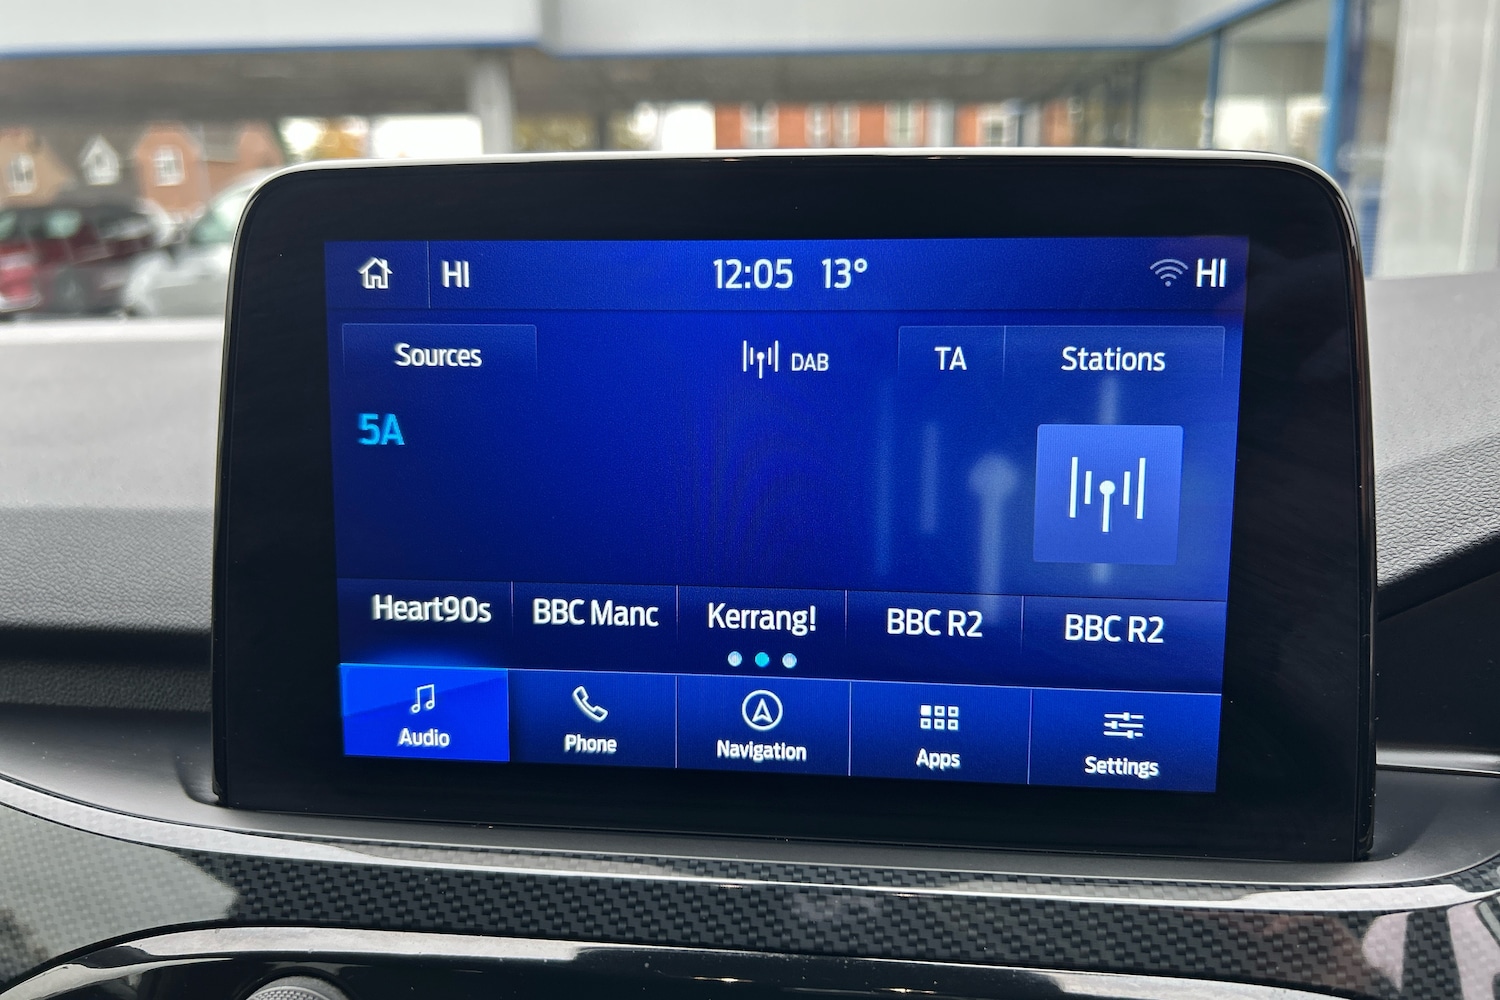 HI 12:05 13° HI
Sources DAB TA Stations
5A
Heart90s BBC Manc Kerrang! BBC R2 BBC R2
Audio Phone Navigation Apps Settings